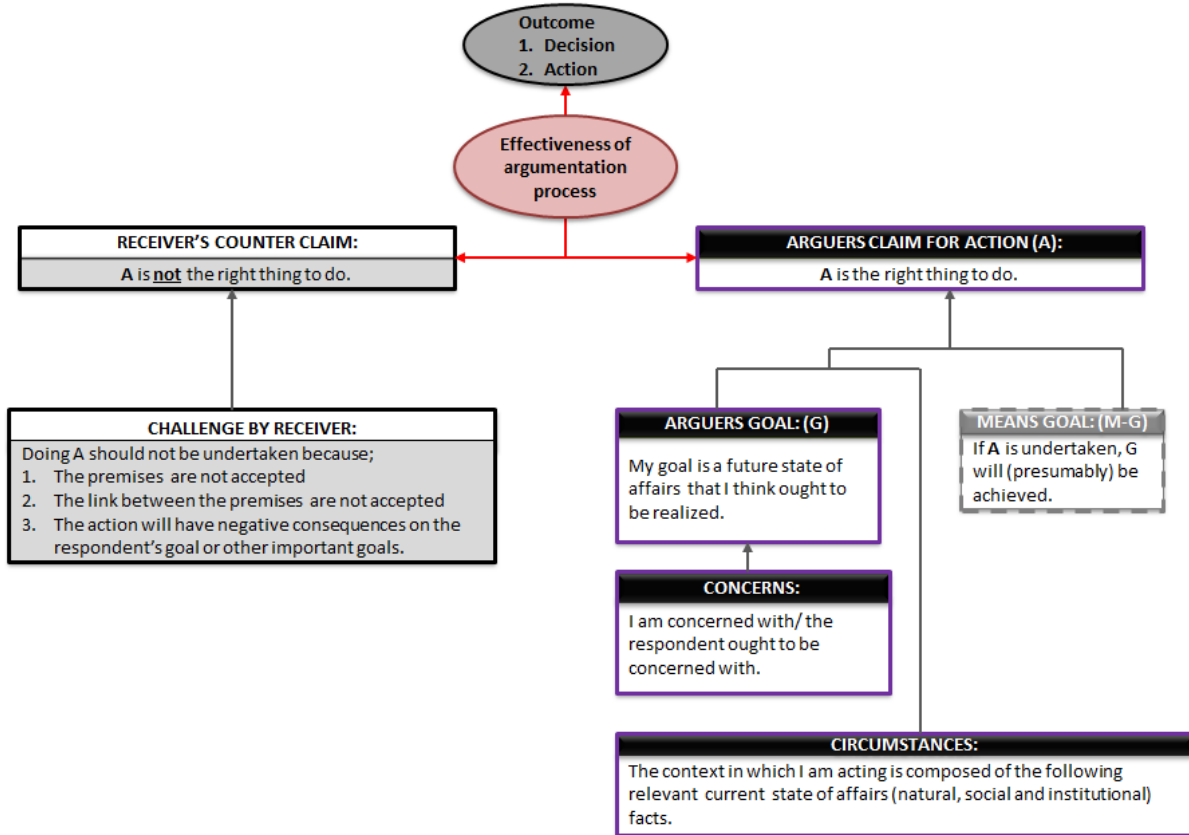 Outcome
1. Decision
2. Action
Effectiveness of
argumentation
process
RECEIVER'S COUNTER CLAIM:
A is not the right thing to do.
ARGUERS CLAIM FOR ACTION (A):
A is the right thing to do.
CHALLENGE BY RECEIVER:
Doing A should not be undertaken because;
1. The premises are not accepted
2. The link between the premises are not accepted
3. The action will have negative consequences on the
respondent's goal or other important goals.
ARGUERS GOAL: (G)
My goal is a future state of
affairs that I think ought to
be realized.
MEANS GOAL: (M-G)
If A is undertaken, G
will (presumably) be
achieved.
CONCERNS:
I am concerned with/ the
respondent ought to be
concerned with.
CIRCUMSTANCES:
The context in which I am acting is composed of the following
relevant current state of affairs (natural, social and institutional)
facts.